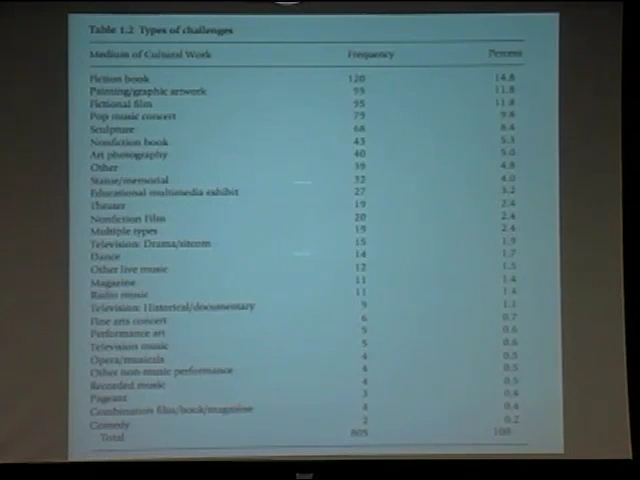 Table 1.2 Types of challenges
Medium of Cultural Work Frequency Percent
Fiction book 120 14.8
Painting/graphic artwork 95 11.8
Fictional film 95 11.8
Pop music concert 79 9.8
Sculpture 68 8.4
Nonfiction book 43 5.3
Art photography 40 5.0
Other 39 4.8
Statue/memorial 32 4.0
Educational multimedia exhibit 27 3.2
Theater 19 2.4
Nonfiction Film 20 2.4
Multiple types 19 2.4
Television: Drama/sitcom 15 1.9
Dance 14 1.7
Other live music 12 1.5
Magazine 11 1.4
Radio music 11 1.4
Television: Historical/documentary 9 1.1
Fine arts concert 6 0.7
Performance art 5 0.6
Television music 5 0.6
Opera/musicals 4 0.5
Other non-music performance 4 0.5
Recorded music 4 0.5
Pageant 3 0.4
Combination film/book/magazine 0.4
Comedy 2 0.2
Total 805 100